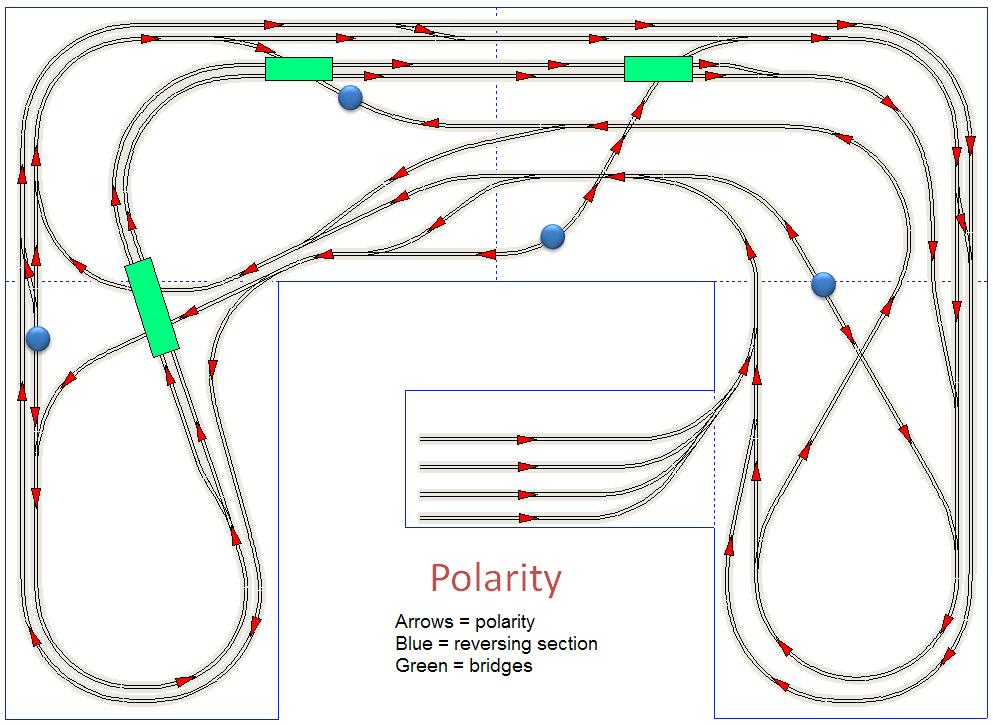 Polarity
Arrows = polarity
Blue = reversing section
Green = bridges